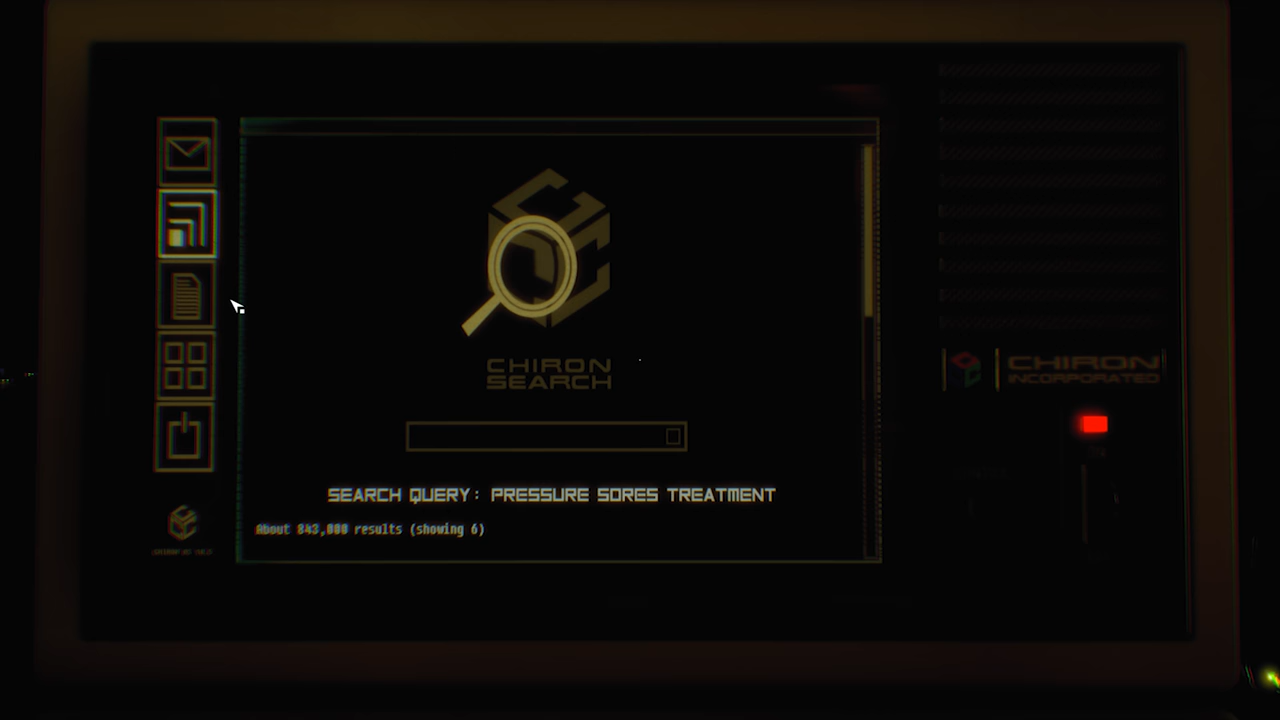 CHIRON
SEARCH
SEARCH QUERY: PRESSURE SORES TREATMENT
About 843,000 results (showing 6)
CHIRON
INCORPORATED